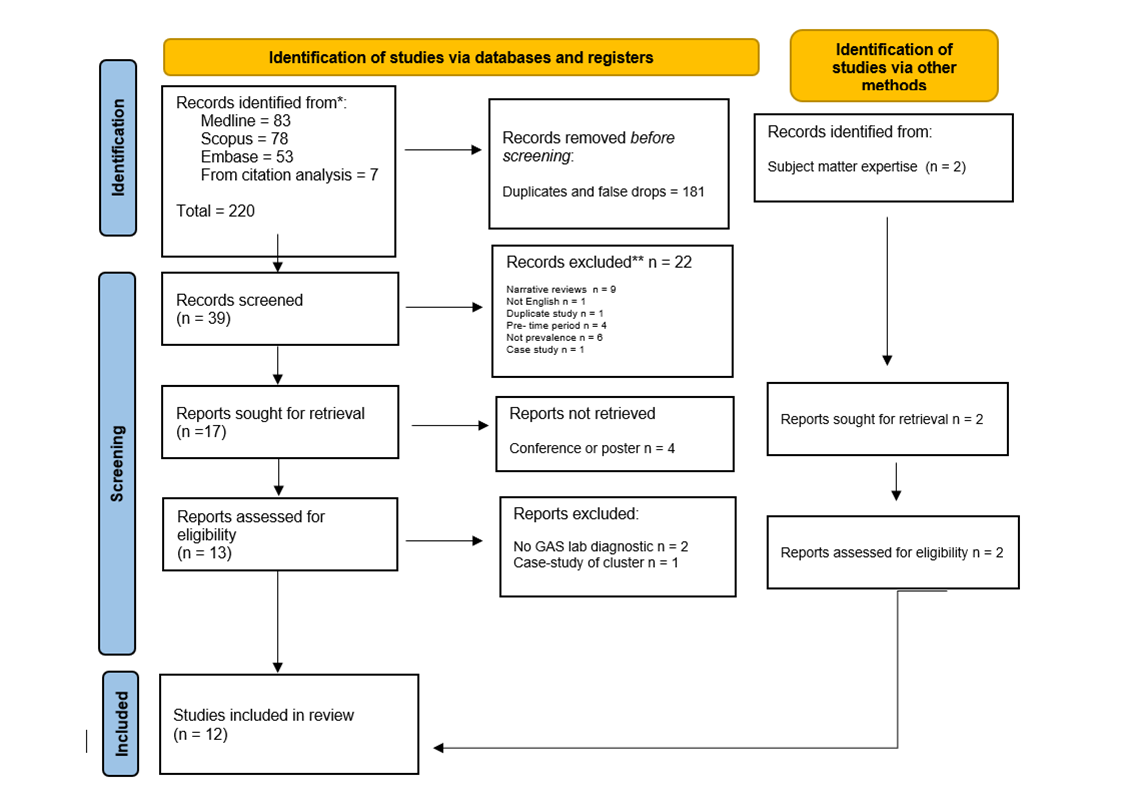 Identification of studies via databases and registers
Identification of
studies via other
methods
Identification
Records identified from*:
Medline = 83
Scopus = 78
Embase = 53
From citation analysis = 7
Total = 220
Records removed before
screening:
Duplicates and false drops = 181
Records identified from:
Subject matter expertise (n = 2)
Screening
Records screened
(n = 39)
Records excluded** n = 22
Narrative reviews n = 9
Not English n = 1
Duplicate study n = 1
Pre- time period n = 4
Not prevalence n = 6
Case study n = 1
Reports sought for retrieval
(n =17)
Reports not retrieved
Conference or poster n = 4
Reports sought for retrieval n = 2
Reports assessed for
eligibility
(n = 13)
Reports excluded:
No GAS lab diagnostic n = 2
Case-study of cluster n = 1
Reports assessed for eligibility n = 2
Included
Studies included in review
(n = 12)